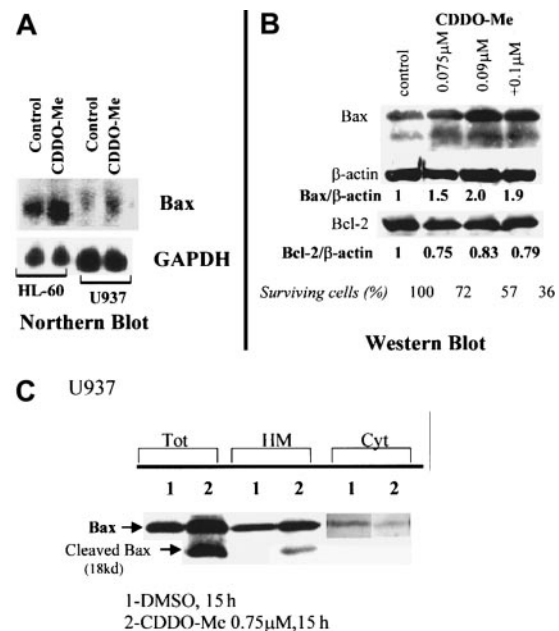 A
Control
CDDO-Me
Control
CDDO-Me
Bax
GAPDH
HL-60
U937
Northern Blot
B
CDDO-Me
control
0.075µM
0.09µM
+0.1µM
Bax
β-actin
Bax/β-actin 1 1.5 2.0 1.9
Bcl-2
Bcl-2/β-actin 1 0.75 0.83 0.79
Surviving cells (%) 100 72 57 36
Western Blot
C U937
Tot HM Cyt
1 2 1 2 1 2
Bax
Cleaved Bax
(18kd)
1-DMSO, 15 h
2-CDDO-Me 0.75µM,15 h